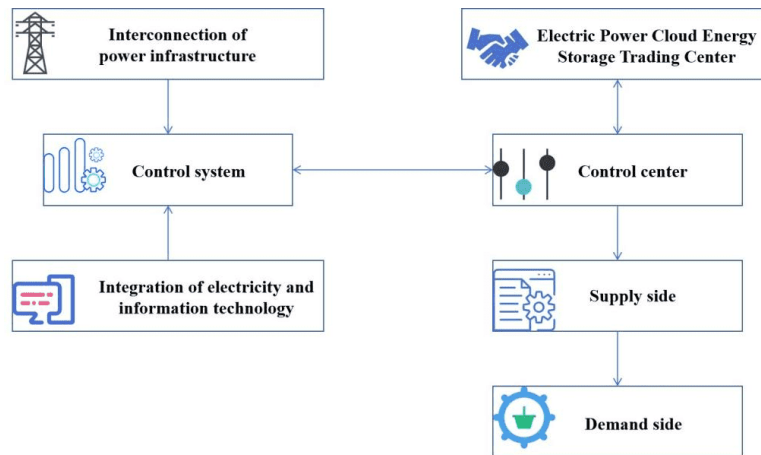 Interconnection of
power infrastructure
Electric Power Cloud Energy
Storage Trading Center
Control system
Control center
Integration of electricity and
information technology
Supply side
Demand side